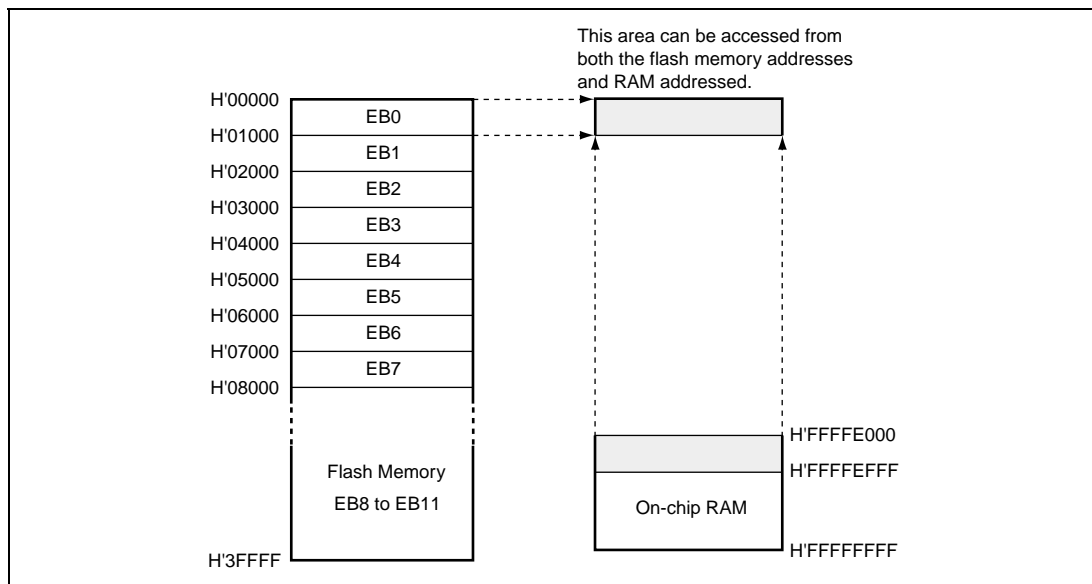 This area can be accessed from
both the flash memory addresses
and RAM addressed.
H'00000
EB0
H'01000
EB1
H'02000
EB2
H'03000
EB3
H'04000
EB4
H'05000
EB5
H'06000
EB6
H'07000
EB7
H'08000
H'FFFFE000
Flash Memory
H'FFFFEFFF
EB8 to EB11
On-chip RAM
H'FFFFFFFF
H'3FFFF